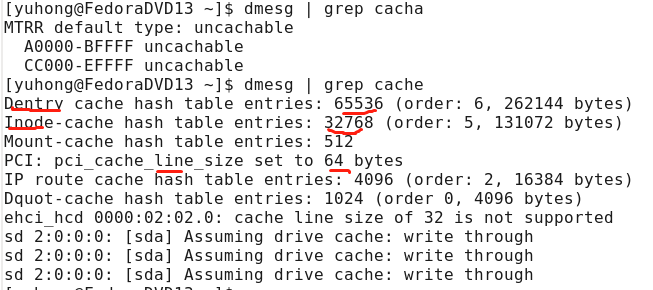 [yuhong@FedoraDVD13 ~]$ dmesg | grep cacha
MTRR default type: uncachable
  A0000-BFFFF uncachable
  CC000-EFFFF uncachable
[yuhong@FedoraDVD13 ~]$ dmesg | grep cache
Dentry cache hash table entries: 65536 (order: 6, 262144 bytes)
Inode-cache hash table entries: 32768 (order: 5, 131072 bytes)
Mount-cache hash table entries: 512
PCI: pci_cache_line_size set to 64 bytes
IP route cache hash table entries: 4096 (order: 2, 16384 bytes)
Dquot-cache hash table entries: 1024 (order 0, 4096 bytes)
ehci_hcd 0000:02:02.0: cache line size of 32 is not supported
sd 2:0:0:0: [sda] Assuming drive cache: write through
sd 2:0:0:0: [sda] Assuming drive cache: write through
sd 2:0:0:0: [sda] Assuming drive cache: write through